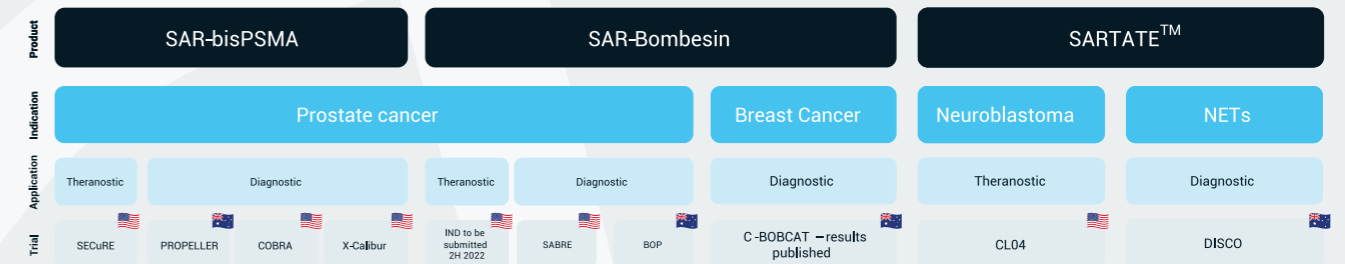 Product
SAR-bisPSMA
SAR-Bombesin
SARTATE™
Indication
Prostate cancer
Breast Cancer
Neuroblastoma
NETs
Application
Theranostic
Diagnostic
Theranostic
Diagnostic
Diagnostic
Theranostic
Diagnostic
Trial
SECuRE
PROPELLER
COBRA
X-Calibur
IND to be
submitted
2H 2022
SABRE
BOP
C-BOBCAT – results
published
CL04
DISCO